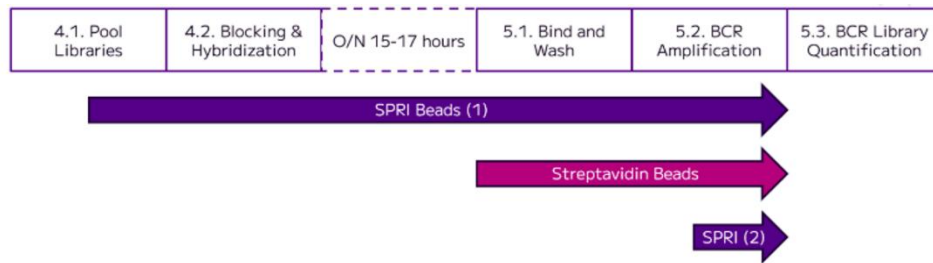 4.1. Pool
Libraries
4.2. Blocking &
Hybridization
O/N 15-17 hours
5.1. Bind and
Wash
5.2. BCR
Amplification
5.3. BCR Library
Quantification
SPRI Beads (1)
Streptavidin Beads
SPRI (2)